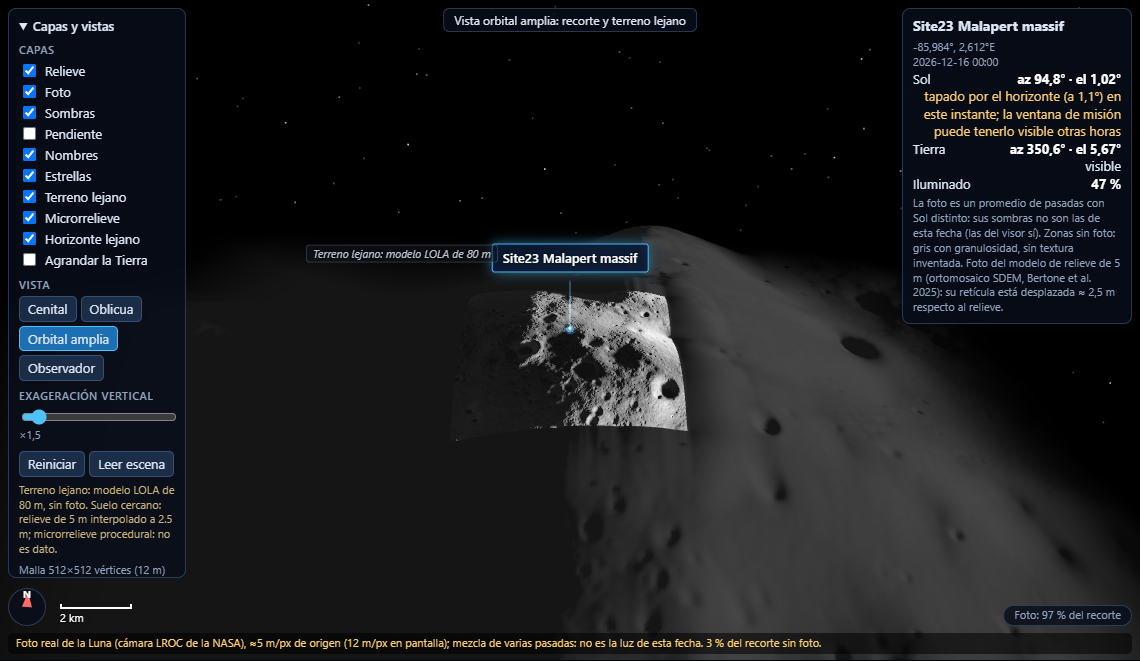 ▼ Capas y vistas
CAPAS
Relieve
Foto
Sombras
Pendiente
Nombres
Estrellas
Terreno lejano
Microrrelieve
Horizonte lejano
Agrandar la Tierra
VISTA
Cenital Oblicua
Orbital amplia
Observador
EXAGERACIÓN VERTICAL
×1,5
Reiniciar Leer escena
Terreno lejano: modelo LOLA de
80 m, sin foto. Suelo cercano:
relieve de 5 m interpolado a 2.5
m; microrrelieve procedural: no
es dato.
Malla 512×512 vértices (12 m)
N
2 km
Vista orbital amplia: recorte y terreno lejano
Terreno lejano: modelo LOLA de 80 m
Site23 Malapert massif
Site23 Malapert massif
-85,984°, 2,612°E
2026-12-16 00:00
Sol az 94,8° · el 1,02°
tapado por el horizonte (a 1,1°) en
este instante; la ventana de misión
puede tenerlo visible otras horas
Tierra az 350,6° · el 5,67°
visible
Iluminado 47 %
La foto es un promedio de pasadas con
Sol distinto: sus sombras no son las de
esta fecha (las del visor sí). Zonas sin foto:
gris con granulosidad, sin textura
inventada. Foto del modelo de relieve de 5
m (ortomosaico SDEM, Bertone et al.
2025): su retícula está desplazada ≈ 2,5 m
respecto al relieve.
Foto: 97 % del recorte
Foto real de la Luna (cámara LROC de la NASA), ≈5 m/px de origen (12 m/px en pantalla); mezcla de varias pasadas: no es la luz de esta fecha. 3 % del recorte sin foto.